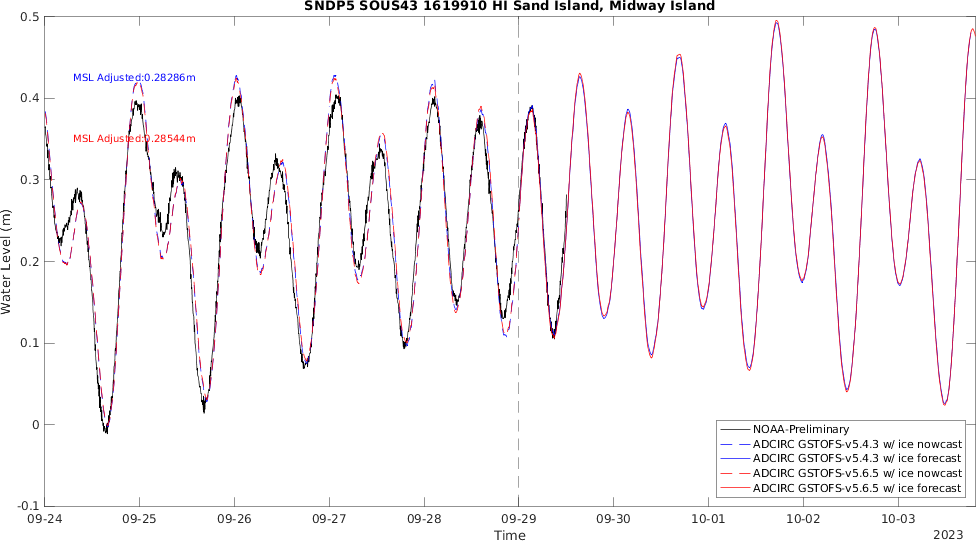 SNDP5 SOUS43 1619910 HI Sand Island, Midway Island
0.5
0.4
0.3
0.2
0.1
0
-0.1
Water Level (m)
MSL Adjusted:0.28286m
MSL Adjusted:0.28544m
NOAA-Preliminary
ADCIRC GSTOFS-v5.4.3 w/ ice nowcast
ADCIRC GSTOFS-v5.4.3 w/ ice forecast
ADCIRC GSTOFS-v5.6.5 w/ ice nowcast
ADCIRC GSTOFS-v5.6.5 w/ ice forecast
09-24 09-25 09-26 09-27 09-28 09-29 09-30 10-01 10-02 10-03
Time
2023